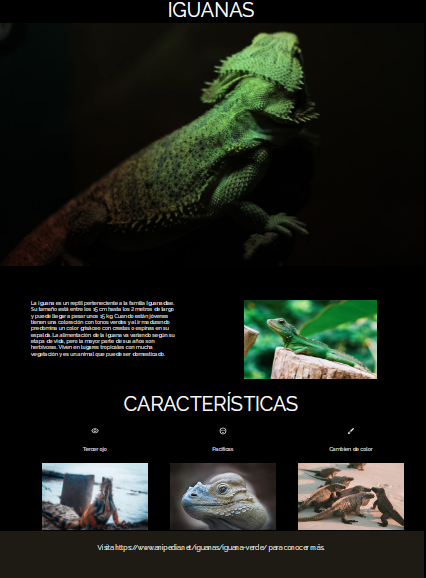 IGUANAS
La iguana es un reptil perteneciente a la familia Iguanidae.
Su tamaño está entre los 15 cm hasta los 2 metros de largo
y puede llegar a pesar unos 15 kg. Cuando están jóvenes
tienen una coloración con tonos verdes y al ir madurando
predomina un color grisáceo con crestas o espinas en su
espalda. La alimentación de la iguana va variando según su
etapa de vida, pero la mayor parte de sus años son
herbívoros. Viven en lugares tropicales con mucha
vegetación y es un animal que puede ser domesticado.
CARACTERÍSTICAS
Tercer ojo
Pacíficas
Cambian de color
Visita https://www.anipedia.net/iguanas/iguana-verde/ para conocer más.